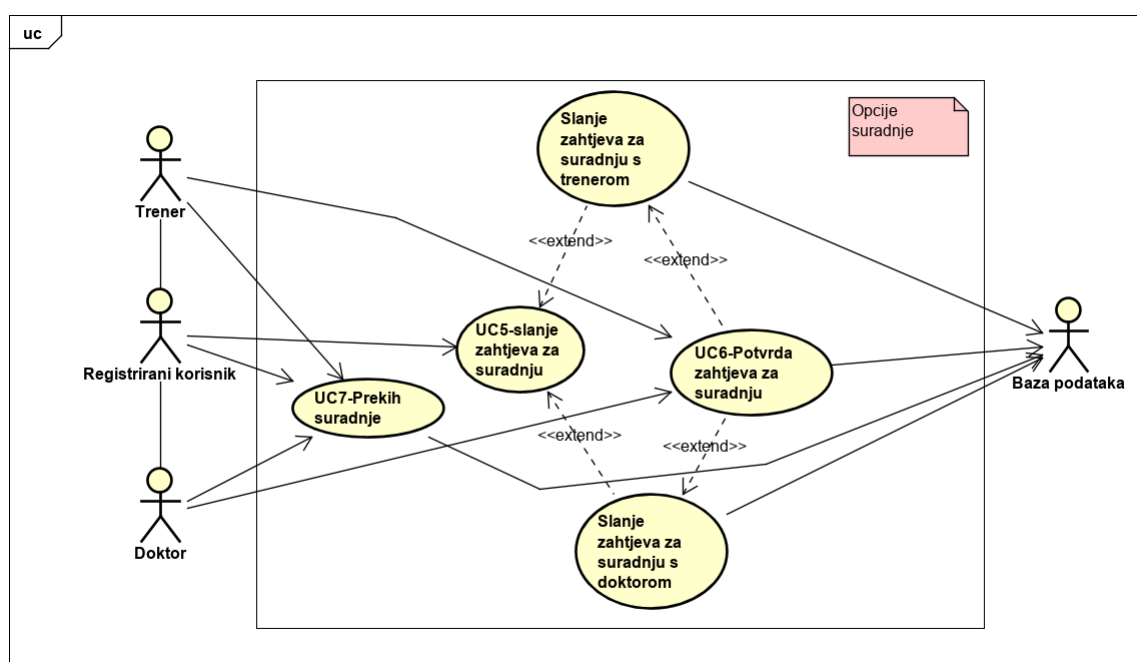 uc
Opcije
suradnje
Slanje
zahtjeva za
suradnju s
trenerom
Trener
<<extend>>
<<extend>>
UC5-slanje
zahtjeva za
suradnju
UC6-Potvrda
zahtjeva za
suradnju
Registrirani korisnik
Baza podataka
UC7-Prekih
suradnje
<<extend>>
<<extend>>
Slanje
zahtjeva za
suradnju s
doktorom
Doktor